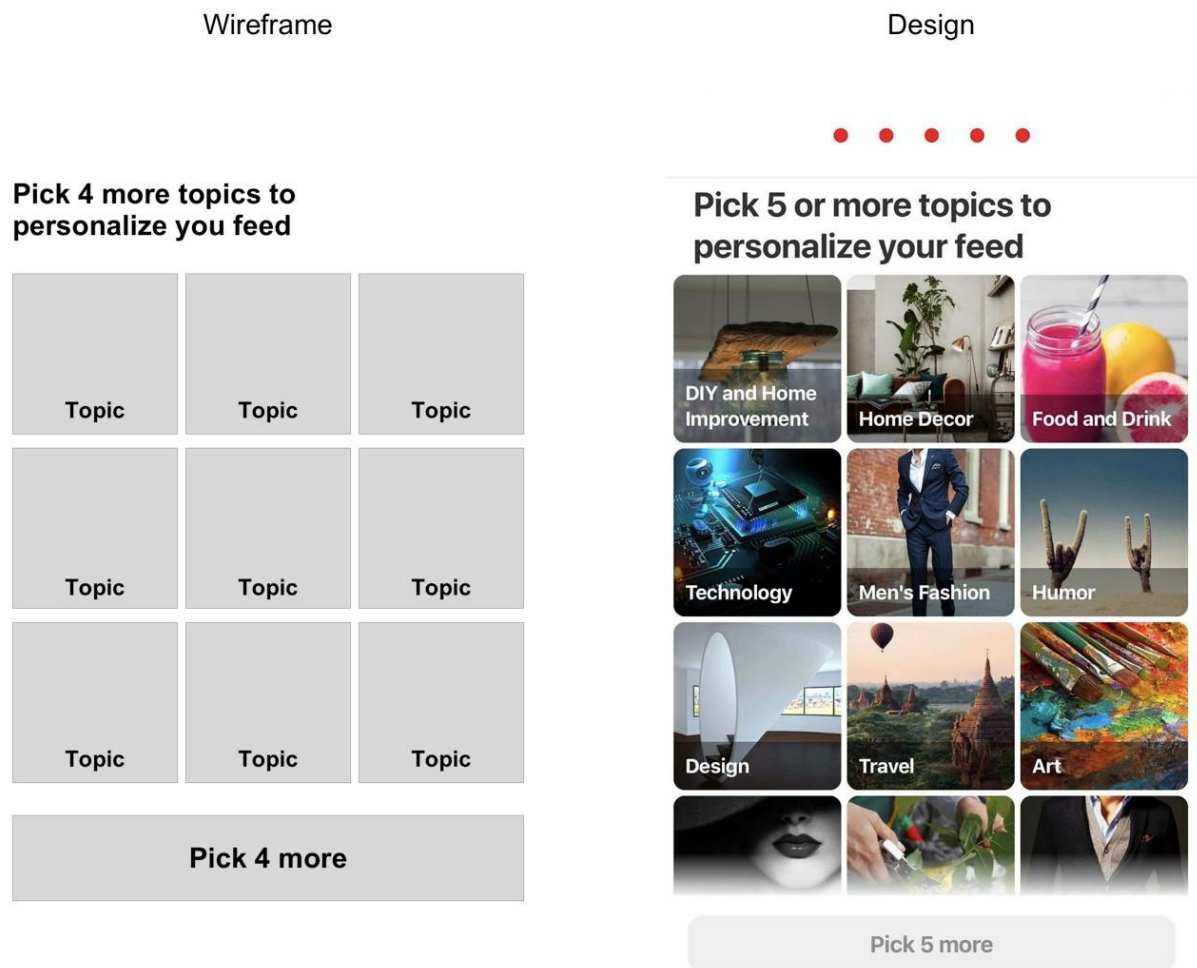 Wireframe
Design
Pick 4 more topics to
personalize you feed
Topic
Topic
Topic
Topic
Topic
Topic
Topic
Topic
Topic
Pick 4 more
Pick 5 or more topics to
personalize your feed
DIY and Home
Improvement
Home Decor
Food and Drink
Technology
Men's Fashion
Humor
Design
Travel
Art
Pick 5 more